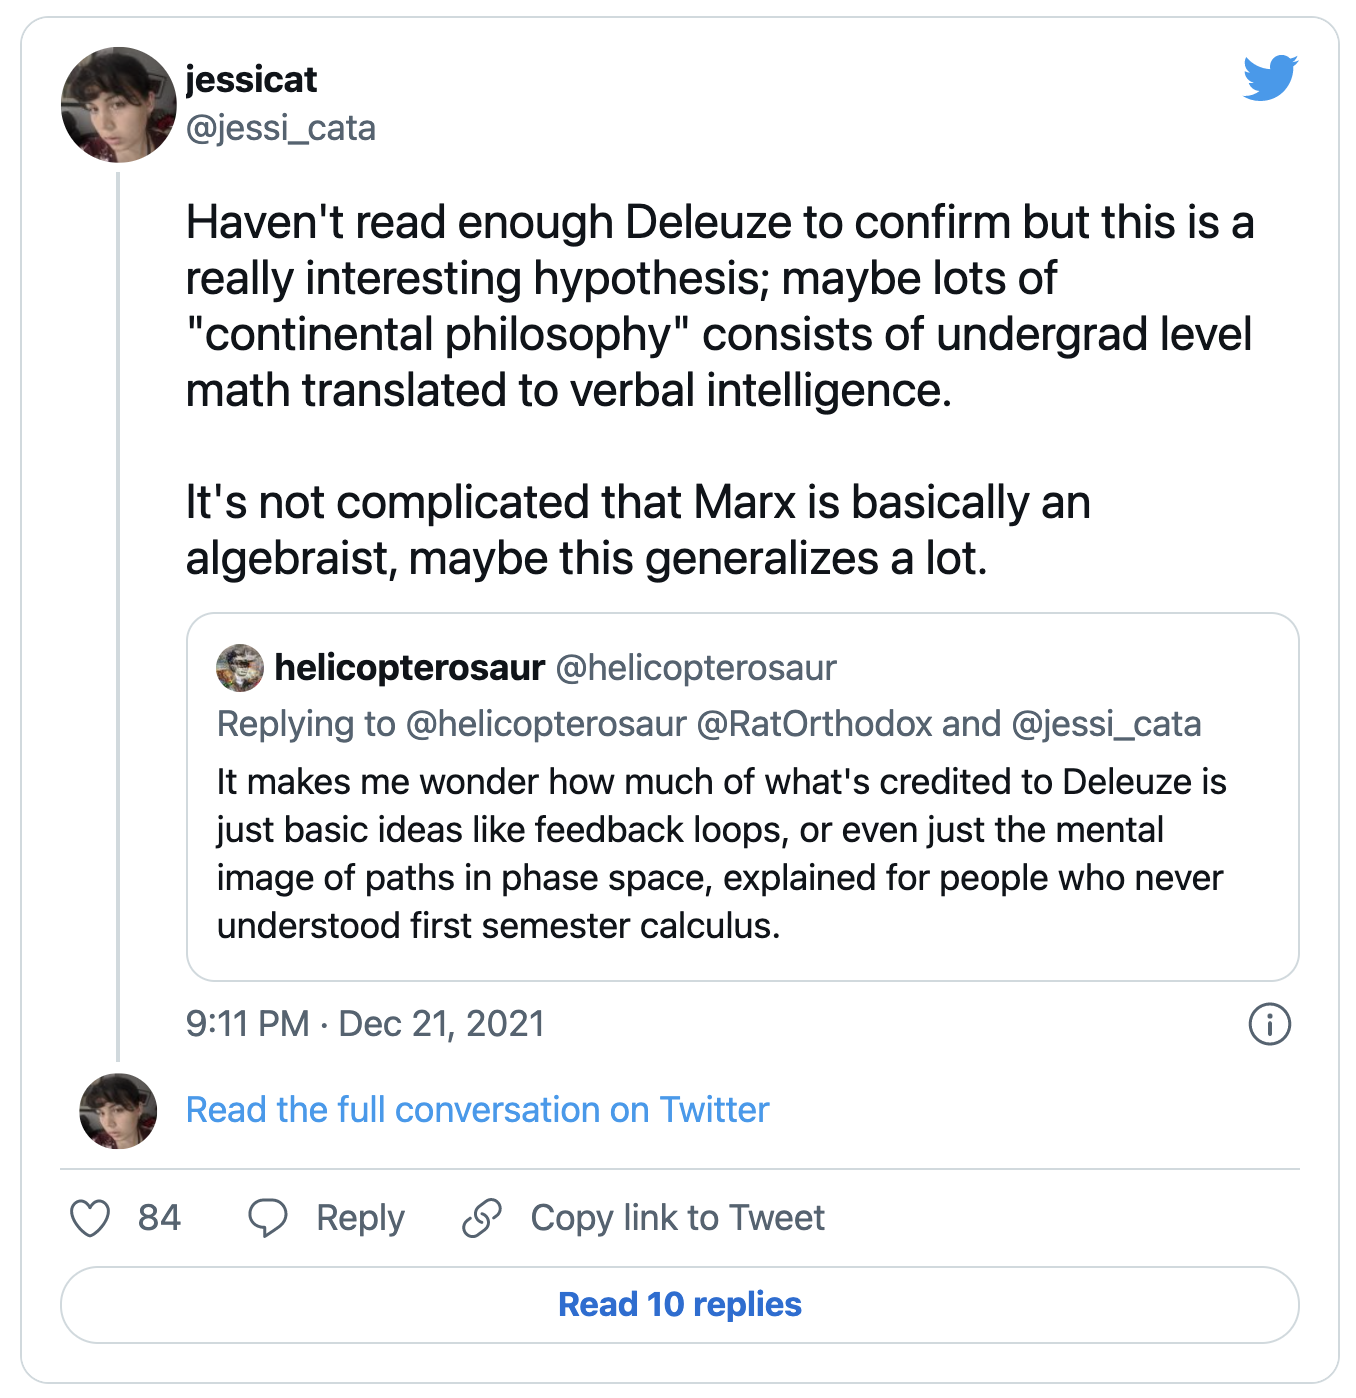 jessicat
@jessi_cata
Haven't read enough Deleuze to confirm but this is a
really interesting hypothesis; maybe lots of
"continental philosophy" consists of undergrad level
math translated to verbal intelligence.
It's not complicated that Marx is basically an
algebraist, maybe this generalizes a lot.
helicopterosaur @helicopterosaur
Replying to @helicopterosaur @RatOrthodox and @jessi_cata
It makes me wonder how much of what's credited to Deleuze is
just basic ideas like feedback loops, or even just the mental
image of paths in phase space, explained for people who never
understood first semester calculus.
9:11 PM · Dec 21, 2021
Read the full conversation on Twitter
84 Reply Copy link to Tweet
Read 10 replies